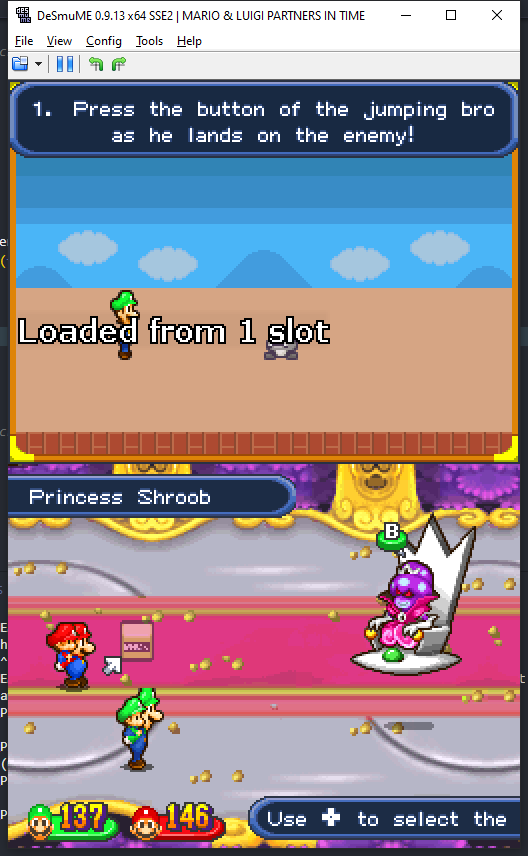 DeSmuME 0.9.13 x64 SSE2 | MARIO & LUIGI PARTNERS IN TIME
File View Config Tools Help
1. Press the button of the jumping bro
as he lands on the enemy!
Loaded from 1 slot
Princess Shroob
B
137 146
Use ✚ to select the